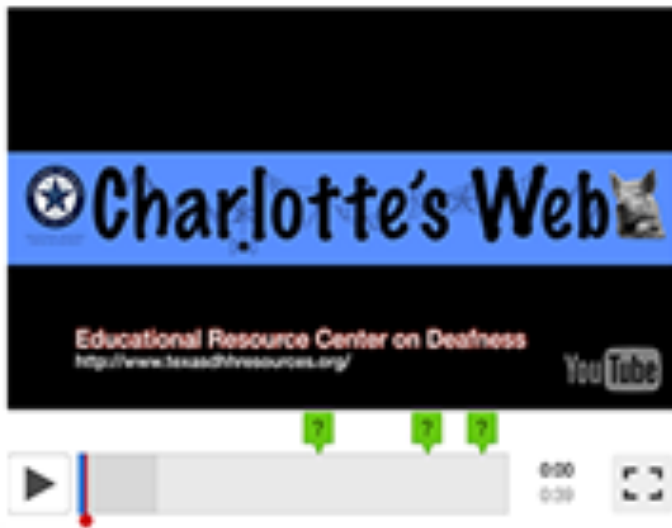 Charlotte's Web
Educational Resource Center on Deafness
http://www.texasdhhresources.org/
YouTube
? ? ?
0:00
0:39